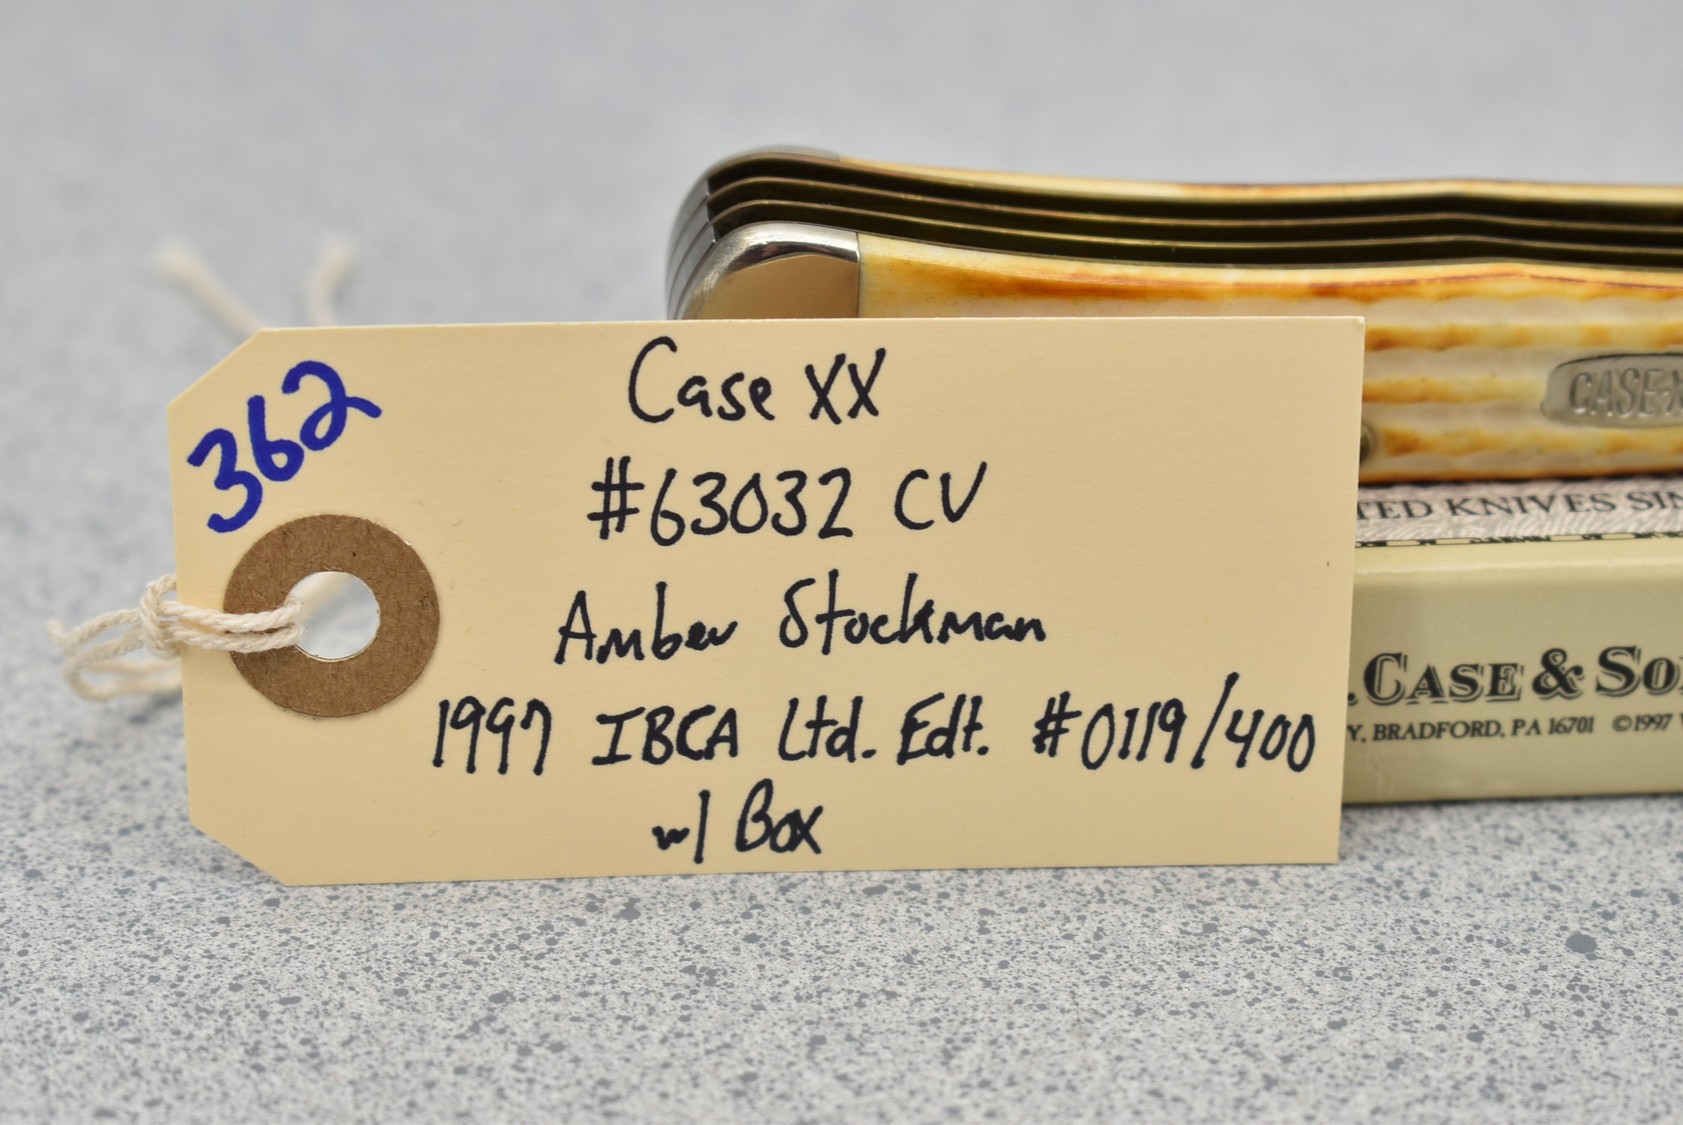 362
Case XX
#63032 CV
Amber Stockman
1997 IBCA Ltd. Edt. #0119/400
w/ Box
CASE X
TED KNIVES SIN
. CASE & SO
Y, BRADFORD, PA 16701 ©1997